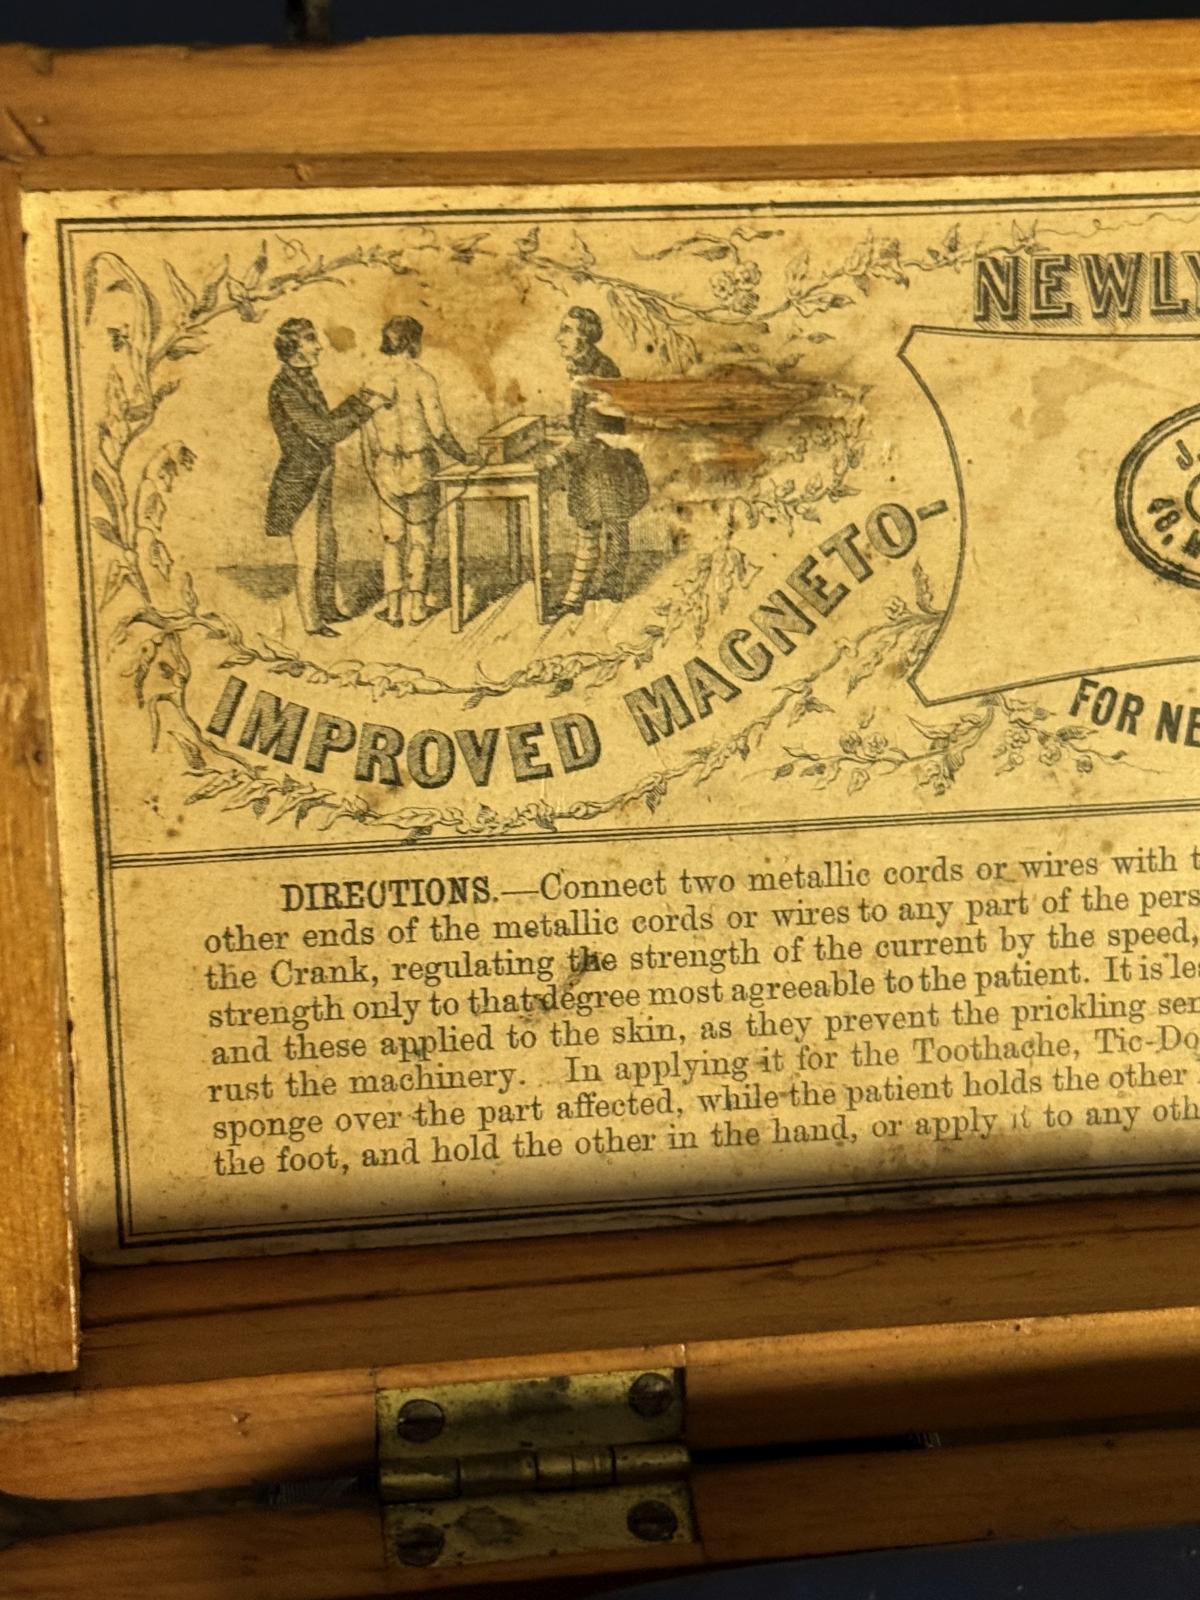 NEWLY
IMPROVED MAGNETO-
J.
48,
FOR NE
DIRECTIONS.—Connect two metallic cords or wires with t
other ends of the metallic cords or wires to any part of the pers
the Crank, regulating the strength of the current by the speed,
strength only to that degree most agreeable to the patient. It is les
and these applied to the skin, as they prevent the prickling sen
rust the machinery. In applying it for the Toothache, Tic-Do
sponge over the part affected, while the patient holds the other
the foot, and hold the other in the hand, or apply it to any oth